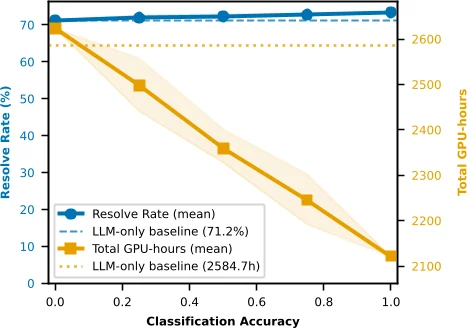 70
60
50
40
30
20
10
0
Resolve Rate (%)
2600
2500
2400
2300
2200
2100
Total GPU-hours
Resolve Rate (mean)
LLM-only baseline (71.2%)
Total GPU-hours (mean)
LLM-only baseline (2584.7h)
0.0 0.2 0.4 0.6 0.8 1.0
Classification Accuracy